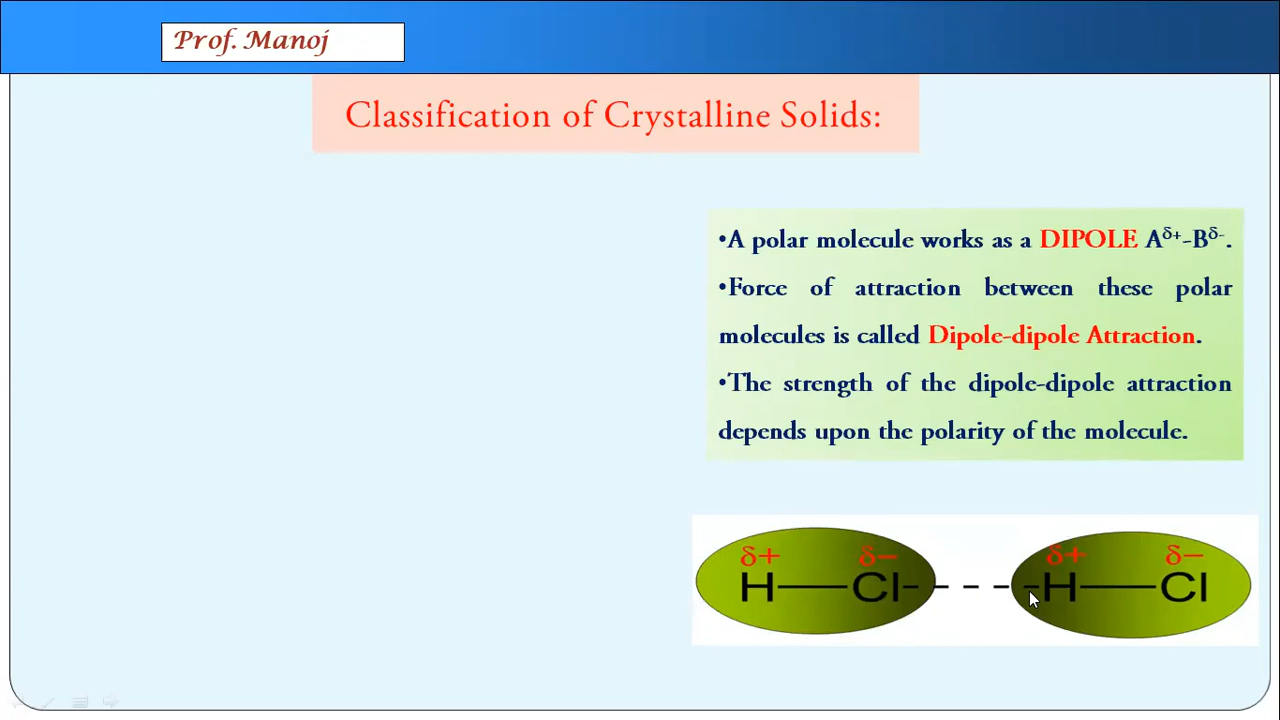 Prof. Manoj
Classification of Crystalline Solids:
•A polar molecule works as a DIPOLE Aδ+-Bδ-.
•Force of attraction between these polar
molecules is called Dipole-dipole Attraction.
•The strength of the dipole-dipole attraction
depends upon the polarity of the molecule.
δ+ δ− δ+ δ−
H—Cl- - - - -H—Cl